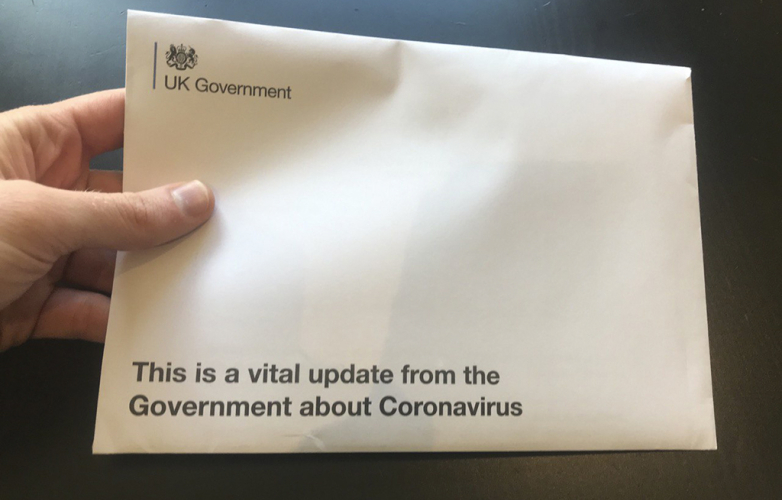 UK Government
This is a vital update from the
Government about Coronavirus